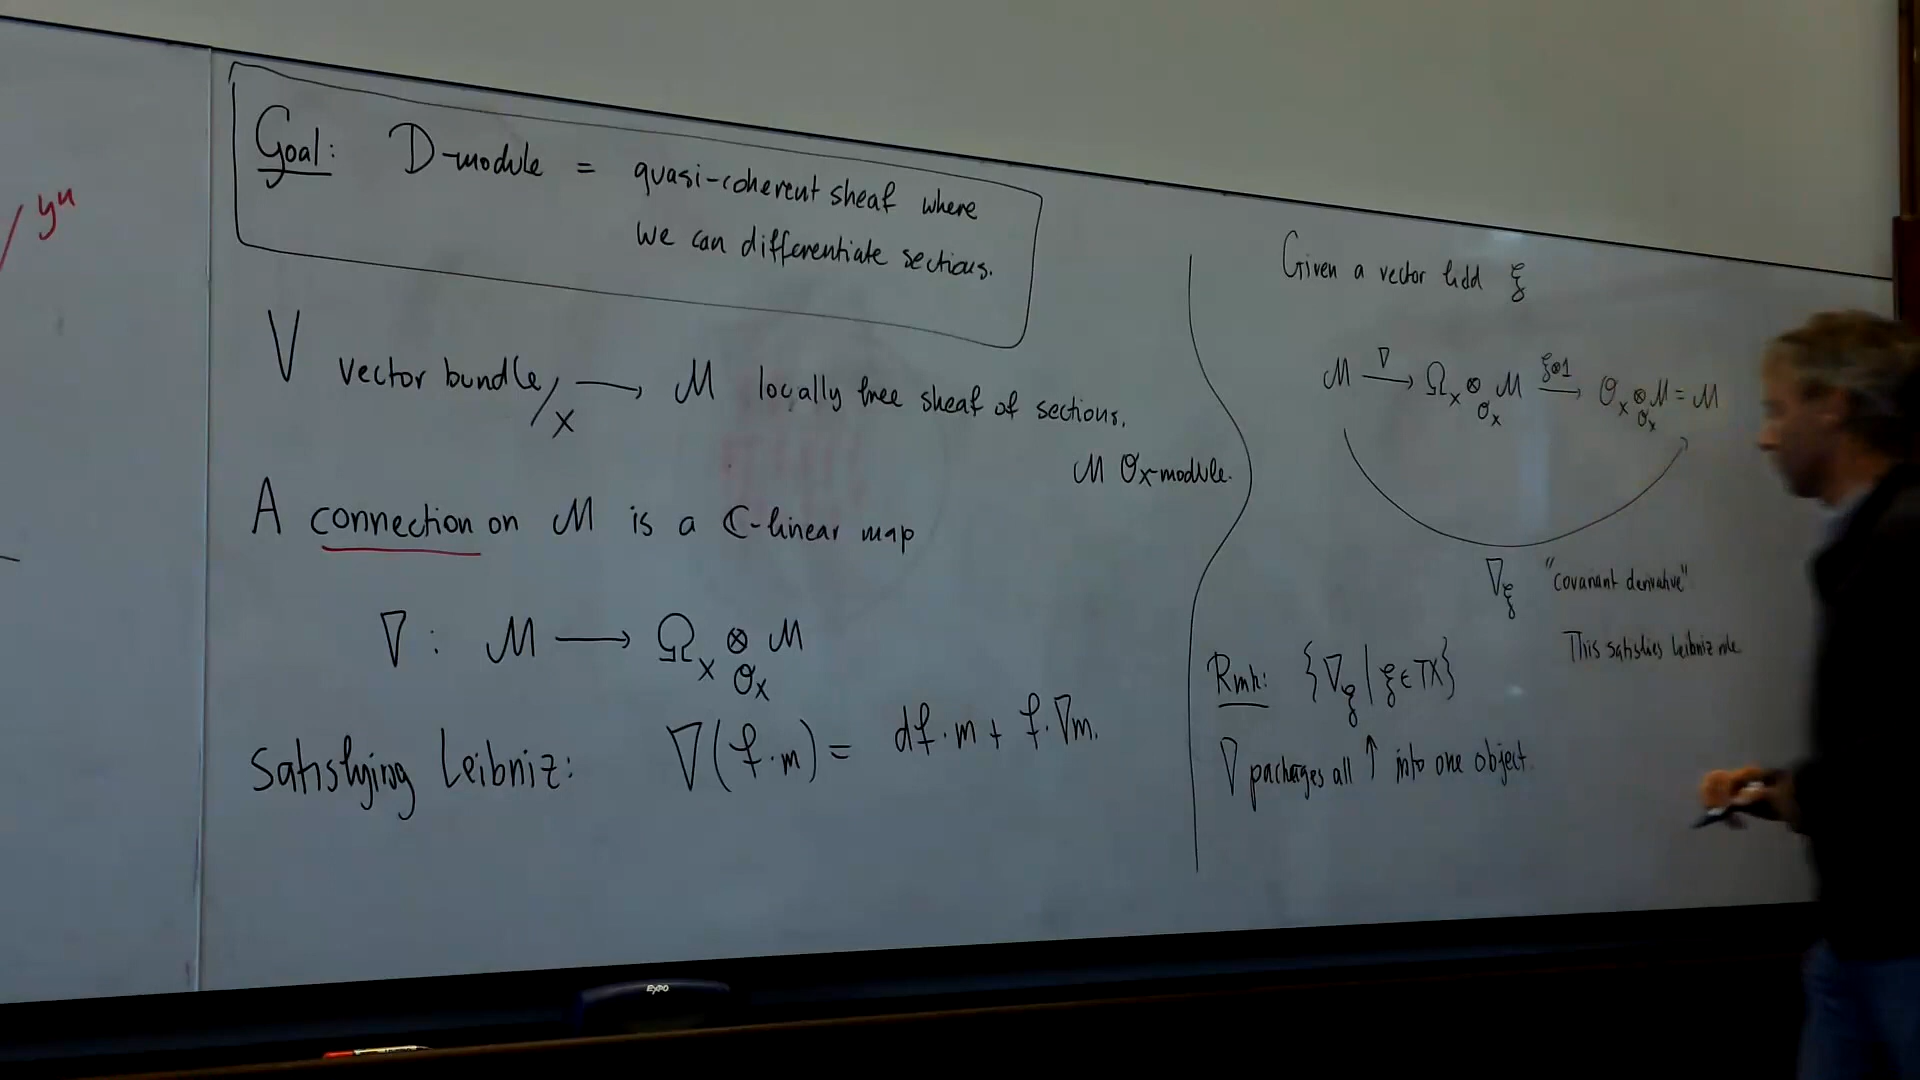 yⁿ
Goal: D-module = quasi-coherent sheaf where
we can differentiate sections.
V vector bundle/X ⟶ M locally free sheaf of sections.
M O_X-module.
A connection on M is a ℂ-linear map
∇ : M ⟶ Ω_X ⊗_{O_X} M
Satisfying Leibniz: ∇(f·m) = df·m + f·∇m.
Given a vector field ξ
M —∇→ Ω_X ⊗_{O_X} M —ξ⊗1→ O_X ⊗_{O_X} M = M
∇_ξ "covariant derivative"
This satisfies Leibniz rule
Rmk: {∇_ξ | ξ ∈ TX}
∇ packages all ↑ into one object.
EXPO